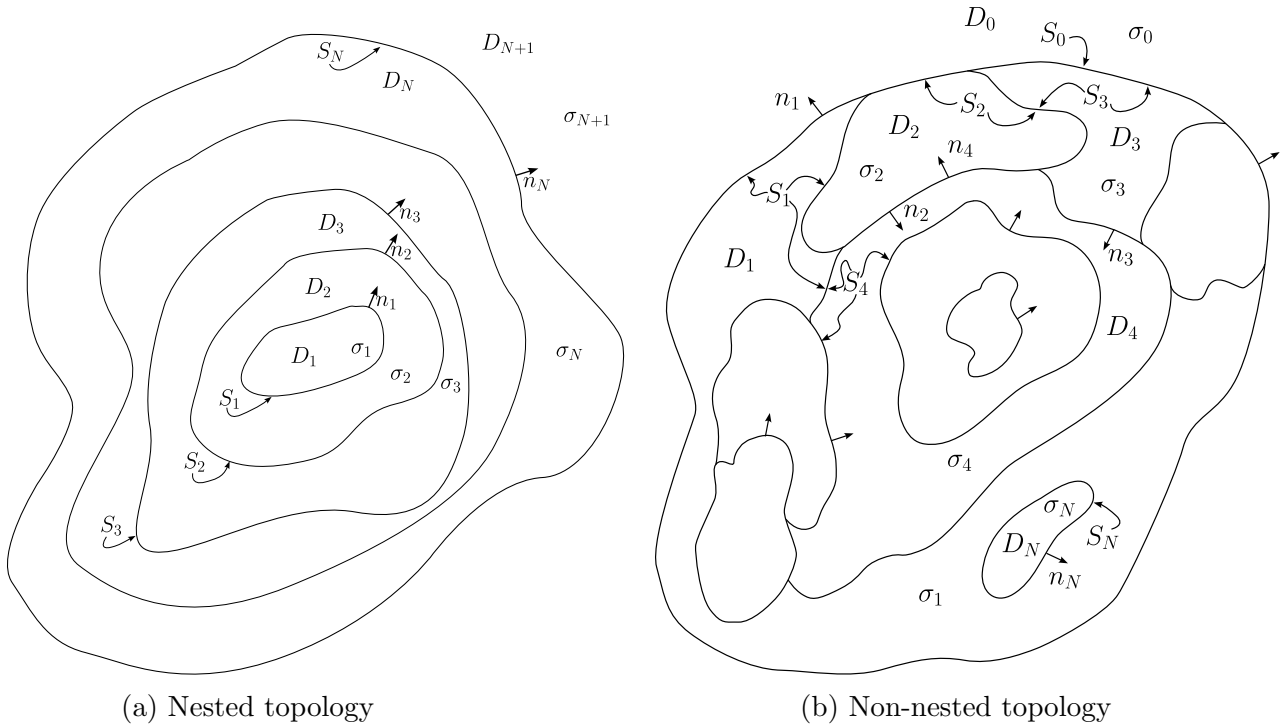 S_N
D_{N+1}
D_N
σ_{N+1}
n_N
n_3
D_3
n_2
D_2
n_1
D_1
σ_1
σ_2
σ_3
σ_N
S_1
S_2
S_3
(a) Nested topology
D_0
S_0
σ_0
n_1
S_2
S_3
D_2
D_3
n_4
σ_2
σ_3
S_1
n_2
D_1
n_3
S_4
D_4
σ_4
σ_N
D_N
S_N
n_N
σ_1
(b) Non-nested topology